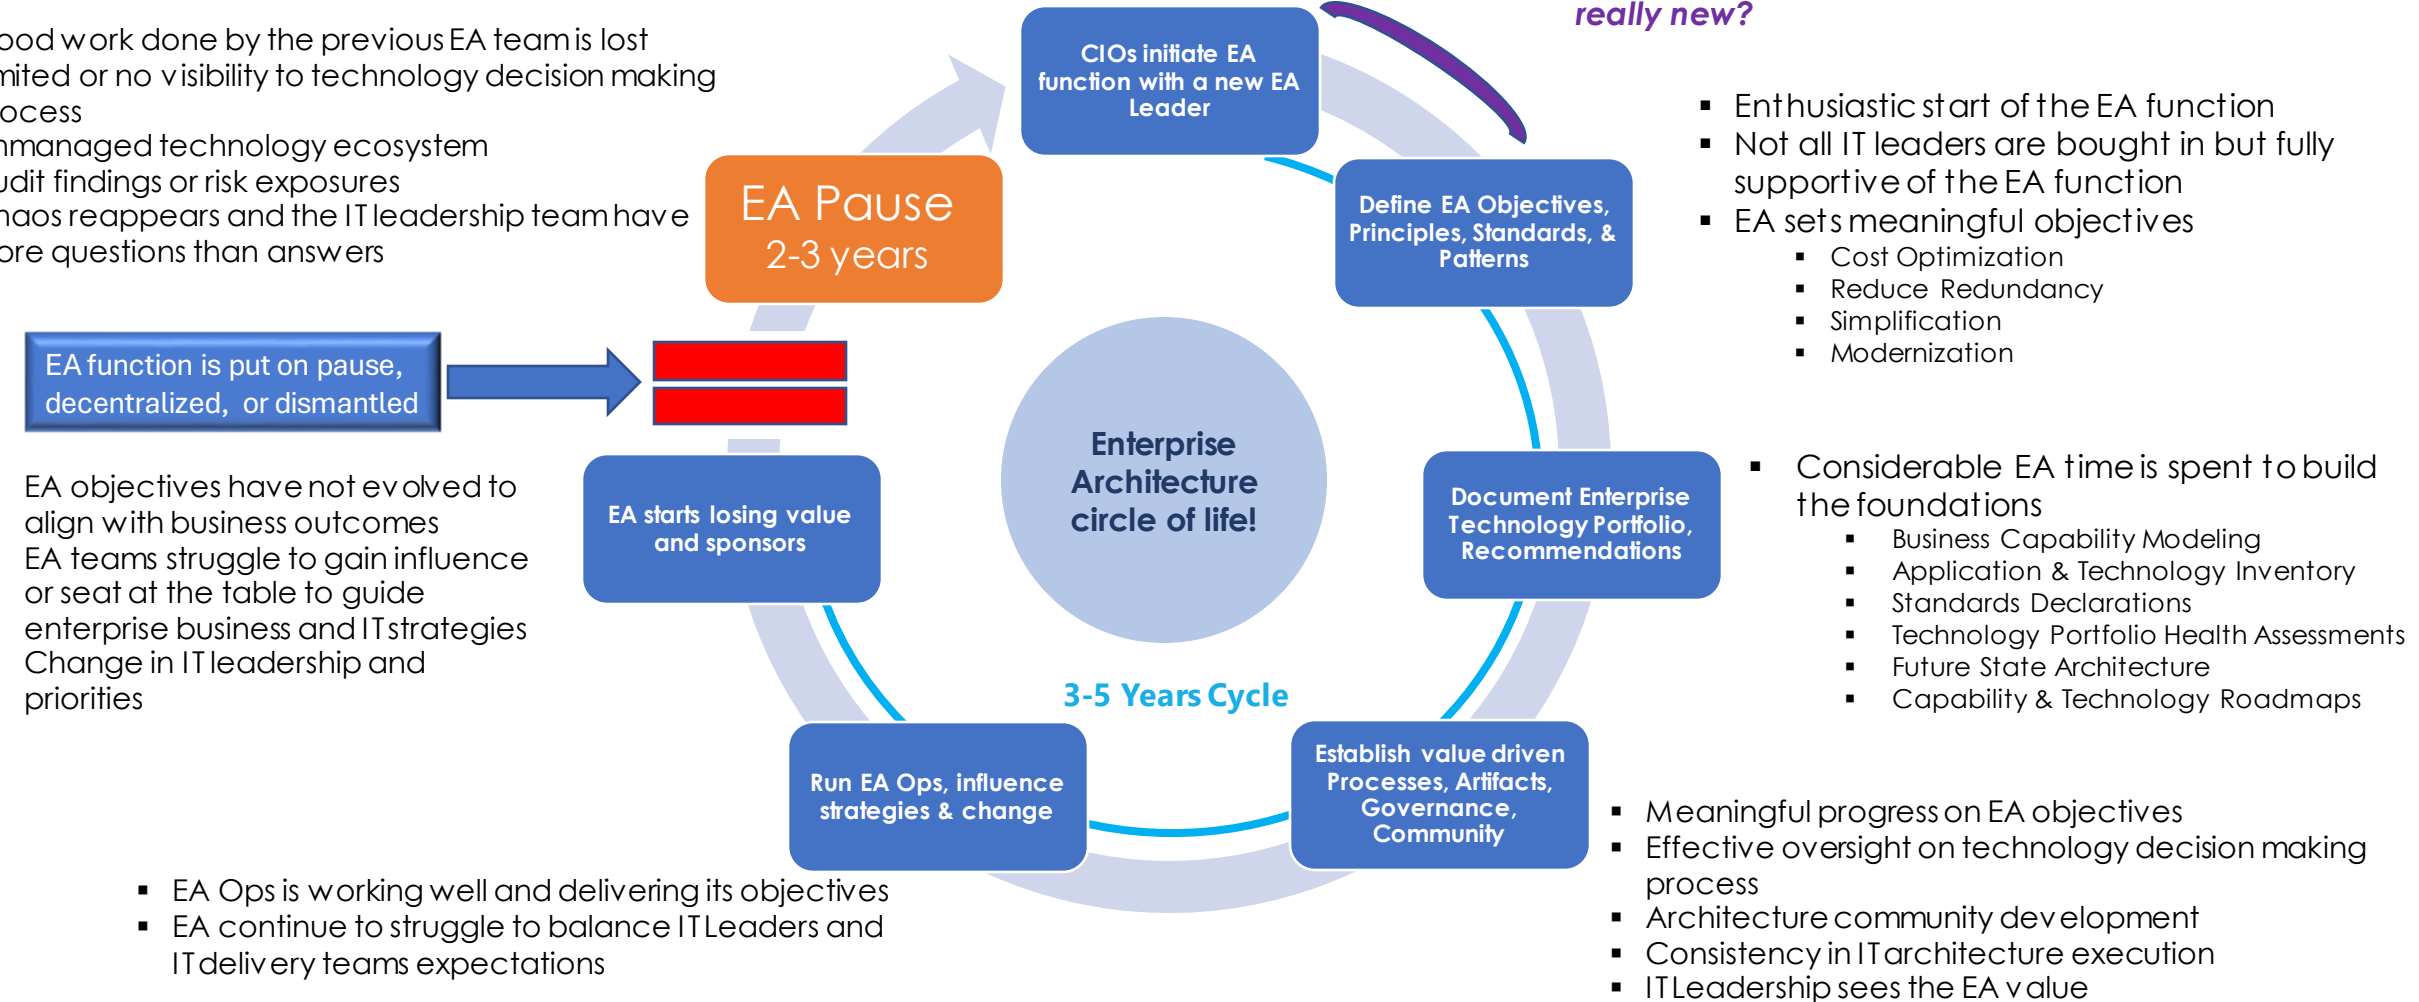 really new?
ood work done by the previous EA team is lost
mited or no visibility to technology decision making
ocess
nmanaged technology ecosystem
udit findings or risk exposures
haos reappears and the IT leadership team have
ore questions than answers
CIOs initiate EA
function with a new EA
Leader
EA Pause
2-3 years
Define EA Objectives,
Principles, Standards, &
Patterns
▪ Enthusiastic start of the EA function
▪ Not all IT leaders are bought in but fully
supportive of the EA function
▪ EA sets meaningful objectives
▪ Cost Optimization
▪ Reduce Redundancy
▪ Simplification
▪ Modernization
EA function is put on pause,
decentralized, or dismantled
Enterprise
Architecture
circle of life!
EA starts losing value
and sponsors
EA objectives have not evolved to
align with business outcomes
EA teams struggle to gain influence
or seat at the table to guide
enterprise business and IT strategies
Change in IT leadership and
priorities
Document Enterprise
Technology Portfolio,
Recommendations
▪ Considerable EA time is spent to build
the foundations
▪ Business Capability Modeling
▪ Application & Technology Inventory
▪ Standards Declarations
▪ Technology Portfolio Health Assessments
▪ Future State Architecture
▪ Capability & Technology Roadmaps
3-5 Years Cycle
Run EA Ops, influence
strategies & change
Establish value driven
Processes, Artifacts,
Governance,
Community
▪ EA Ops is working well and delivering its objectives
▪ EA continue to struggle to balance IT Leaders and
IT delivery teams expectations
▪ Meaningful progress on EA objectives
▪ Effective oversight on technology decision making
process
▪ Architecture community development
▪ Consistency in IT architecture execution
▪ IT Leadership sees the EA value